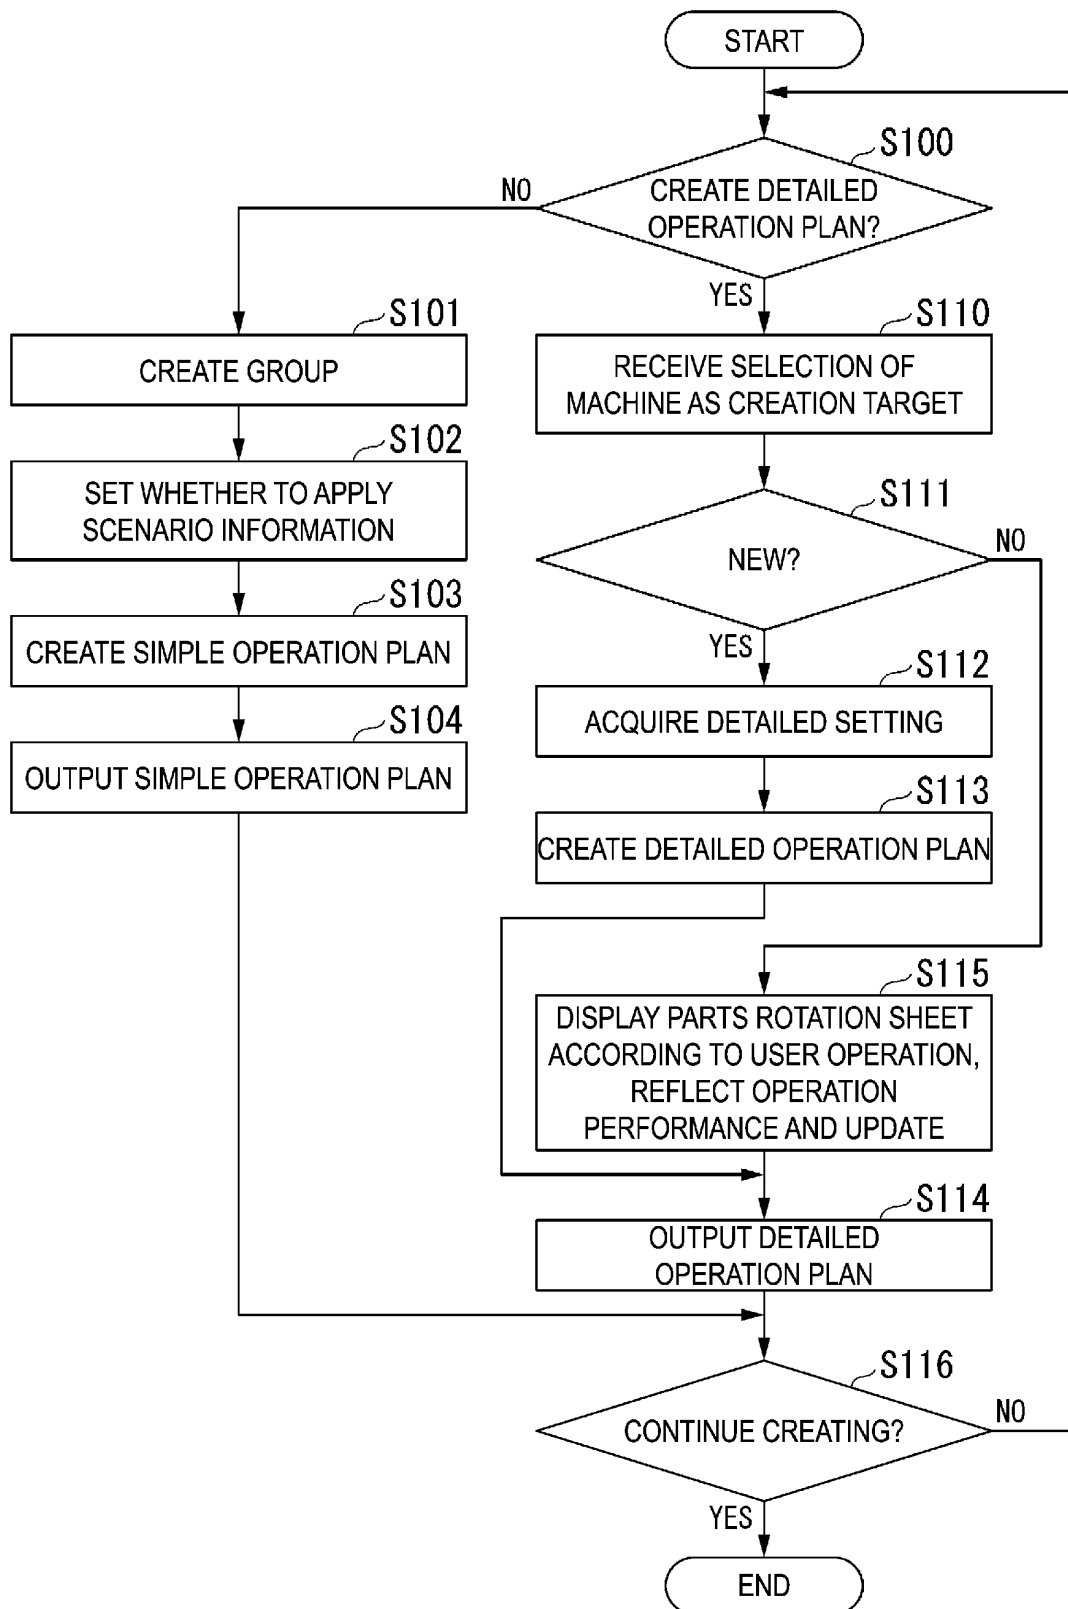 START
S100
CREATE DETAILED
OPERATION PLAN?
NO
YES
S101
CREATE GROUP
S102
SET WHETHER TO APPLY
SCENARIO INFORMATION
S103
CREATE SIMPLE OPERATION PLAN
S104
OUTPUT SIMPLE OPERATION PLAN
S110
RECEIVE SELECTION OF
MACHINE AS CREATION TARGET
S111
NEW?
NO
YES
S112
ACQUIRE DETAILED SETTING
S113
CREATE DETAILED OPERATION PLAN
S115
DISPLAY PARTS ROTATION SHEET
ACCORDING TO USER OPERATION,
REFLECT OPERATION
PERFORMANCE AND UPDATE
S114
OUTPUT DETAILED
OPERATION PLAN
S116
CONTINUE CREATING?
NO
YES
END